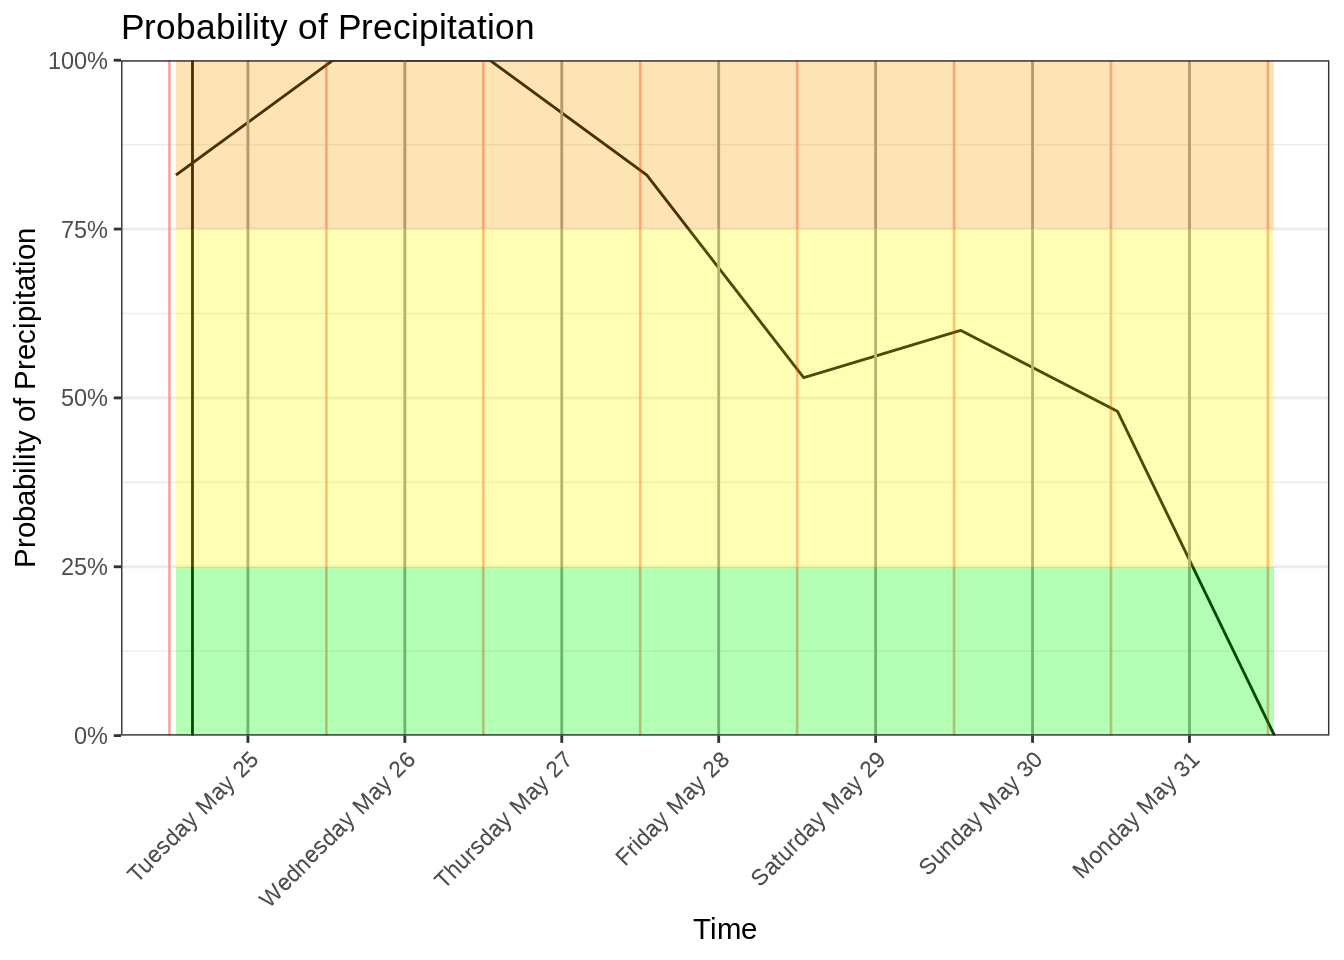 Probability of Precipitation
Probability of Precipitation
100%
75%
50%
25%
0%
Tuesday May 25
Wednesday May 26
Thursday May 27
Friday May 28
Saturday May 29
Sunday May 30
Monday May 31
Time